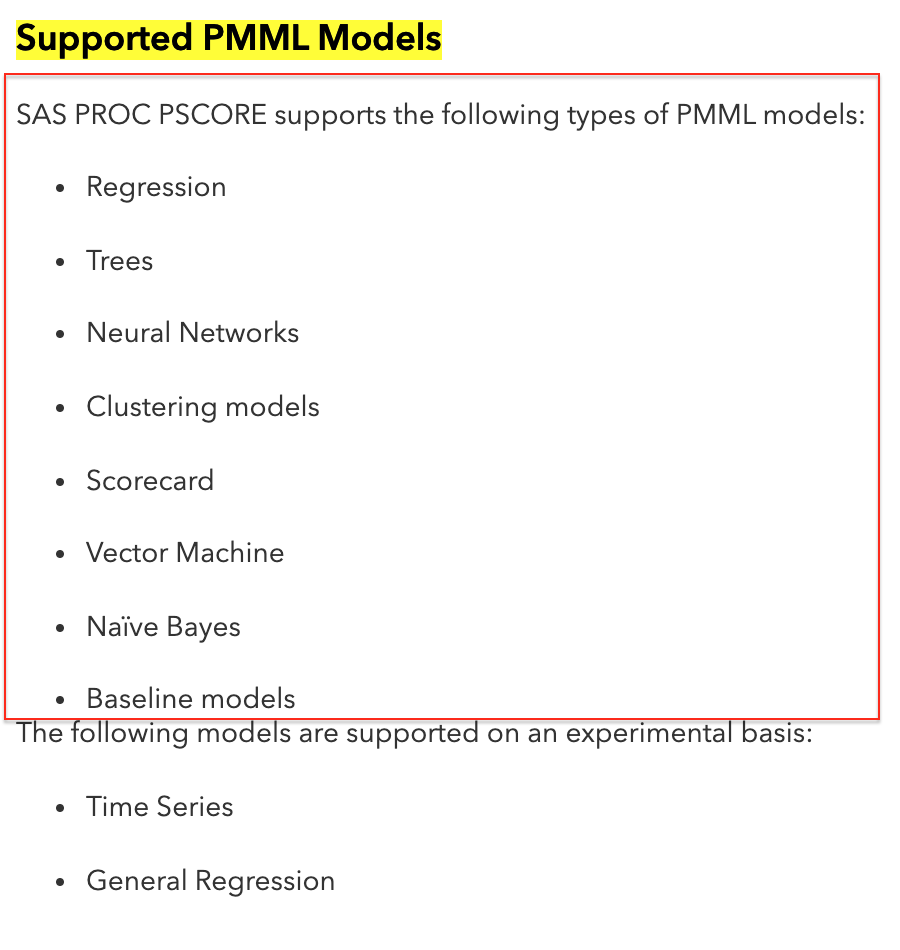 Supported PMML Models
SAS PROC PSCORE supports the following types of PMML models:
• Regression
• Trees
• Neural Networks
• Clustering models
• Scorecard
• Vector Machine
• Naïve Bayes
• Baseline models
The following models are supported on an experimental basis:
• Time Series
• General Regression